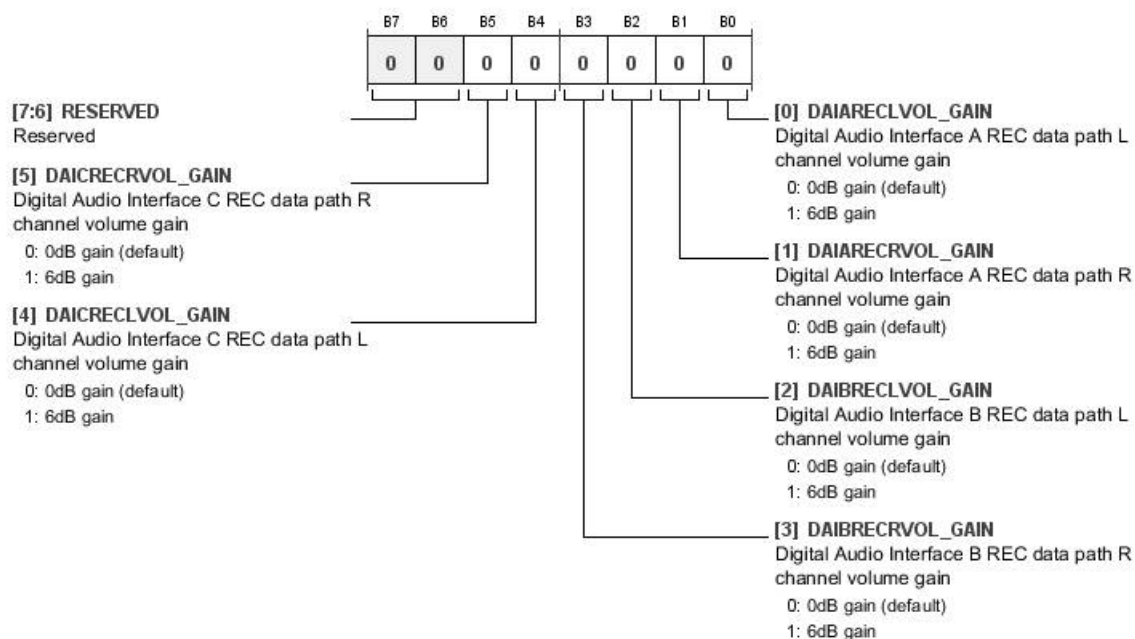 B7 B6 B5 B4 B3 B2 B1 B0
0 0 0 0 0 0 0 0
[7:6] RESERVED
Reserved
[5] DAICRECRVOL_GAIN
Digital Audio Interface C REC data path R
channel volume gain
0: 0dB gain (default)
1: 6dB gain
[4] DAICRECLVOL_GAIN
Digital Audio Interface C REC data path L
channel volume gain
0: 0dB gain (default)
1: 6dB gain
[0] DAIARECLVOL_GAIN
Digital Audio Interface A REC data path L
channel volume gain
0: 0dB gain (default)
1: 6dB gain
[1] DAIARECRVOL_GAIN
Digital Audio Interface A REC data path R
channel volume gain
0: 0dB gain (default)
1: 6dB gain
[2] DAIBRECLVOL_GAIN
Digital Audio Interface B REC data path L
channel volume gain
0: 0dB gain (default)
1: 6dB gain
[3] DAIBRECRVOL_GAIN
Digital Audio Interface B REC data path R
channel volume gain
0: 0dB gain (default)
1: 6dB gain